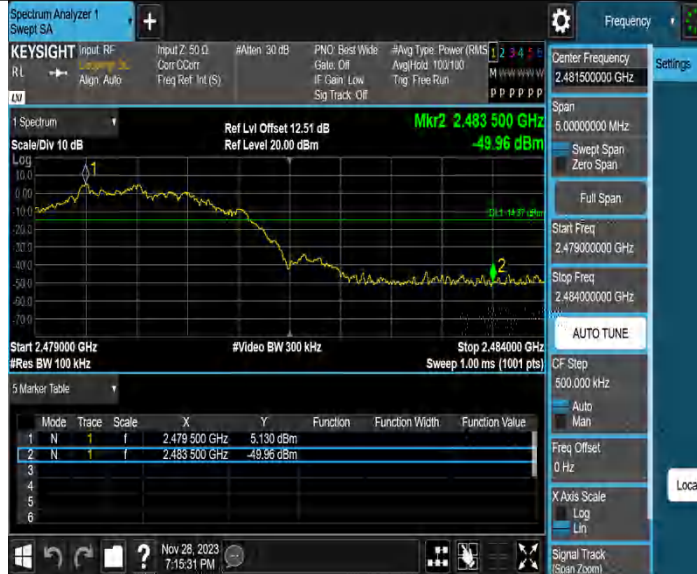 Spectrum Analyzer 1
Swept SA
+
Frequency
KEYSIGHT
Input: RF
Input Z: 50 Ω
#Atten: 30 dB
PNO: Best Wide
#Avg Type: Power (RMS
1 2 3 4 5 6
RL
Corr CCorr
Gate: Off
Avg|Hold: 100/100
M W W W W W
Align: Auto
Freq Ref: Int (S)
IF Gain: Low
Trig: Free Run
Sig Track: Off
P P P P P P
LXI
Center Frequency
2.481500000 GHz
Settings
Span
5.00000000 MHz
Swept Span
Zero Span
Full Span
Start Freq
2.479000000 GHz
Stop Freq
2.484000000 GHz
AUTO TUNE
CF Step
500.000 kHz
Auto
Man
Freq Offset
0 Hz
X Axis Scale
Log
Lin
Signal Track
(Span Zoom)
Loca
1 Spectrum
Ref Lvl Offset 12.51 dB
Mkr2 2.483 500 GHz
Scale/Div 10 dB
Ref Level 20.00 dBm
-49.96 dBm
Log
10.0
0.00
-10.0
-20.0
-30.0
-40.0
-50.0
-60.0
-70.0
1
2
Start 2.479000 GHz
#Video BW 300 kHz
Stop 2.484000 GHz
#Res BW 100 kHz
Sweep 1.00 ms (1001 pts)
5 Marker Table
Mode Trace Scale X Y Function Function Width Function Value
1 N 1 f 2.479 500 GHz 5.130 dBm
2 N 1 f 2.483 500 GHz -49.96 dBm
3
4
5
6
?
Nov 28, 2023
7:15:31 PM